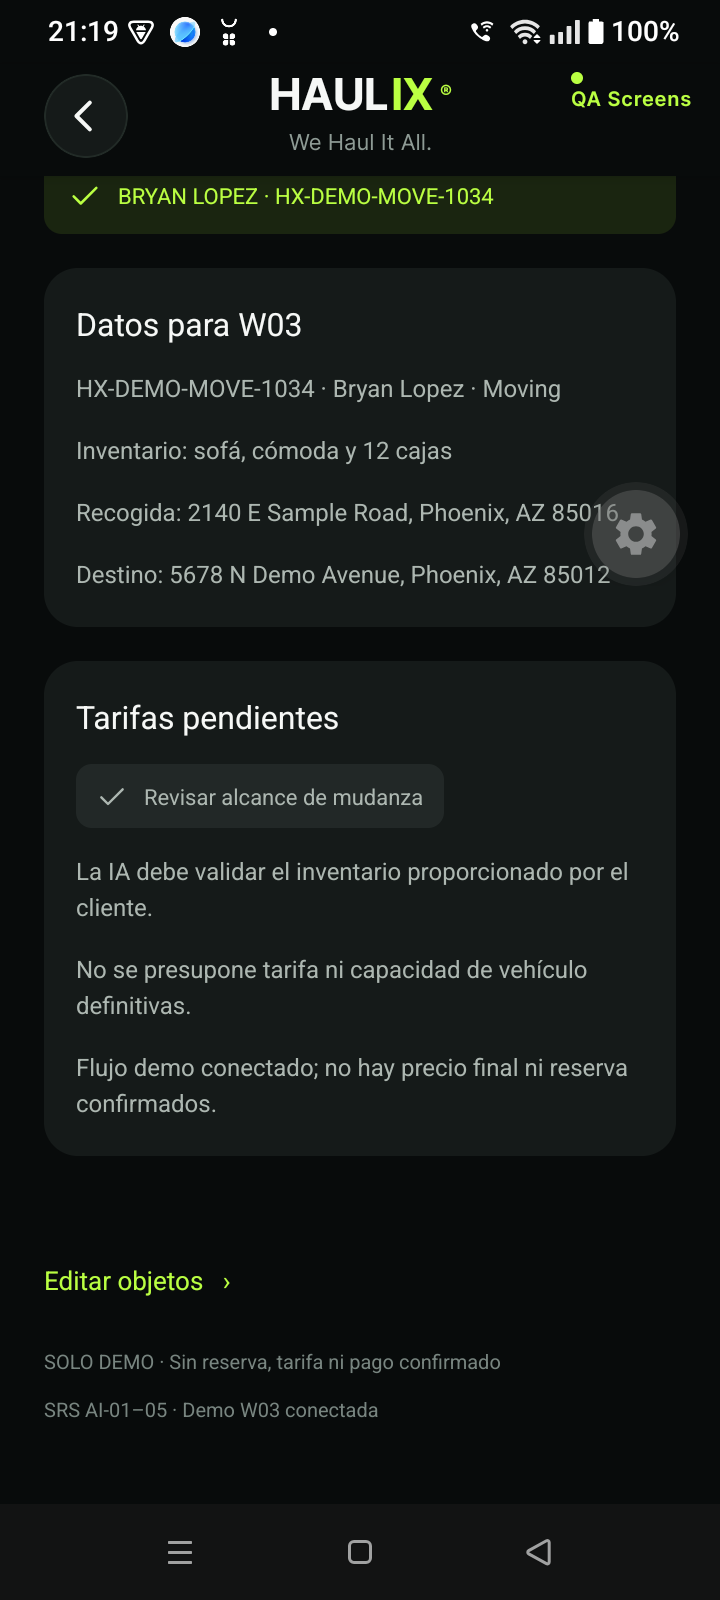 21:19
100%
HAULIX ®
QA Screens
We Haul It All.
BRYAN LOPEZ · HX-DEMO-MOVE-1034
Datos para W03
HX-DEMO-MOVE-1034 · Bryan Lopez · Moving
Inventario: sofá, cómoda y 12 cajas
Recogida: 2140 E Sample Road, Phoenix, AZ 85016
Destino: 5678 N Demo Avenue, Phoenix, AZ 85012
Tarifas pendientes
Revisar alcance de mudanza
La IA debe validar el inventario proporcionado por el
cliente.
No se presupone tarifa ni capacidad de vehículo
definitivas.
Flujo demo conectado; no hay precio final ni reserva
confirmados.
Editar objetos ›
SOLO DEMO · Sin reserva, tarifa ni pago confirmado
SRS AI-01–05 · Demo W03 conectada